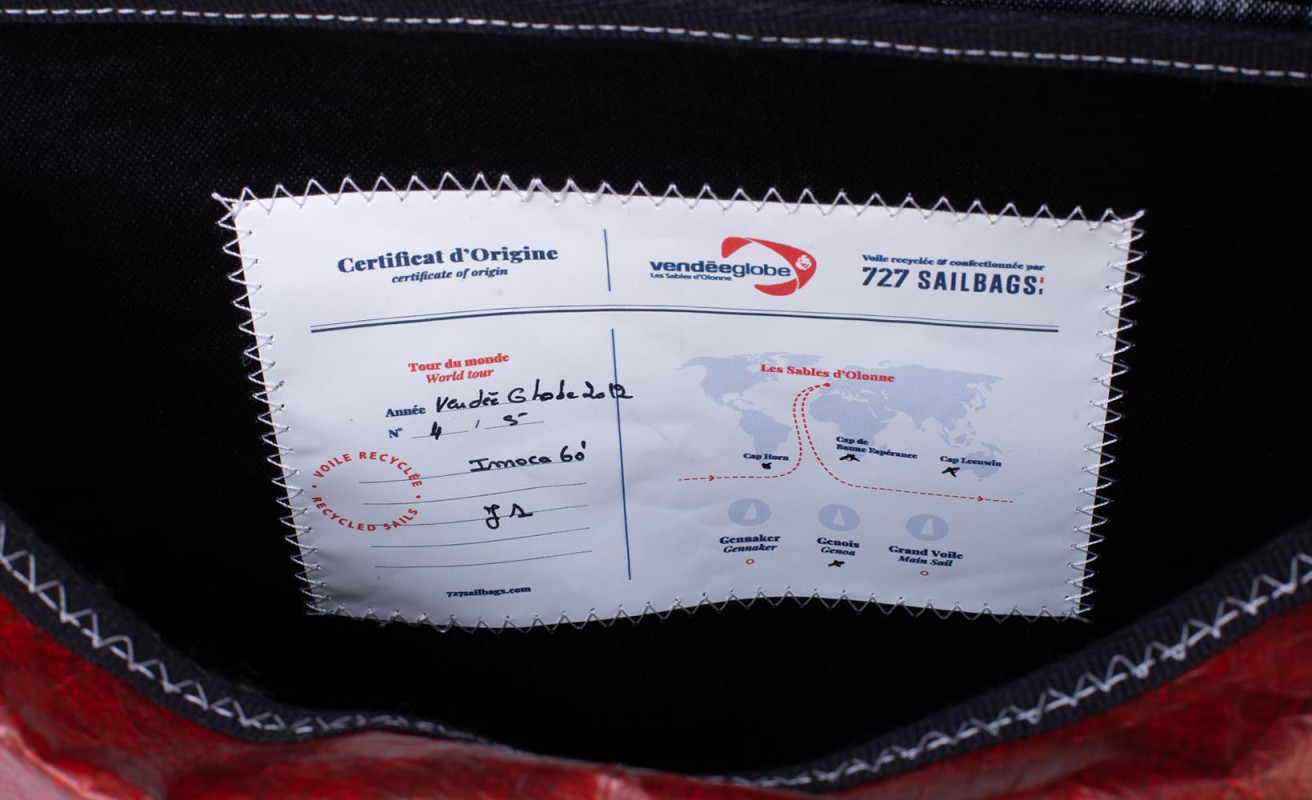 Certificat d'Origine
certificate of origin
vendéeglobe
Les Sables d'Olonne
Voile recyclée & confectionnée par
727 SAILBAGS
Tour du monde
World tour
Année Vendée Globe 2012
N° 4 / 5
Imoca 60'
VOILE RECYCLÉE
RECYCLED SAILS
727sailbags.com
Les Sables d'Olonne
Cap Horn
Cap de
Bonne Espérance
Cap Leeuwin
Gennaker
Gennaker
Genois
Genoa
Grand Voile
Main Sail